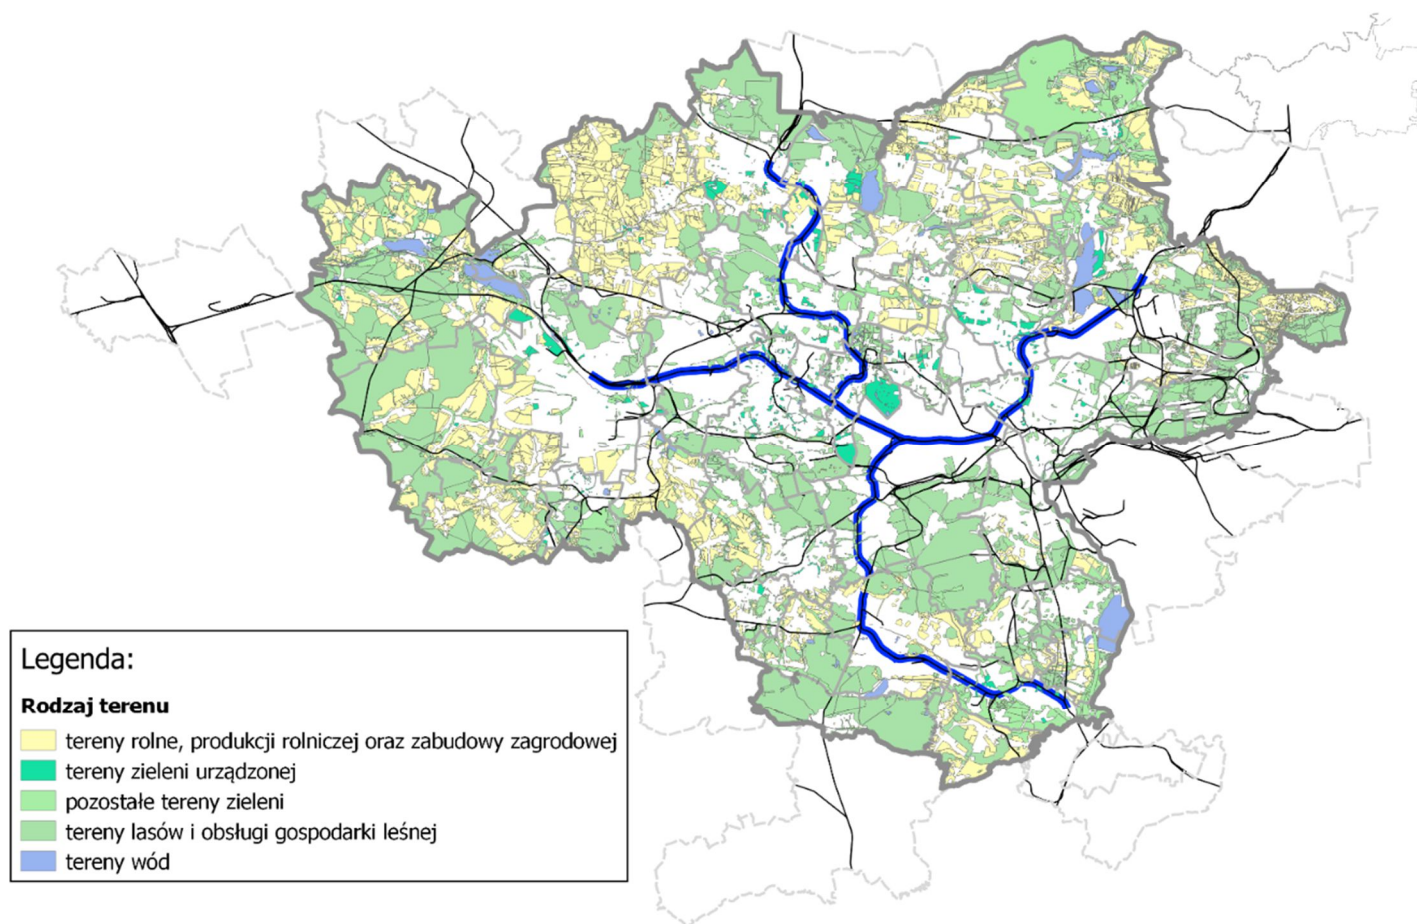 Legenda:
Rodzaj terenu
tereny rolne, produkcji rolniczej oraz zabudowy zagrodowej
tereny zieleni urządzonej
pozostałe tereny zieleni
tereny lasów i obsługi gospodarki leśnej
tereny wód